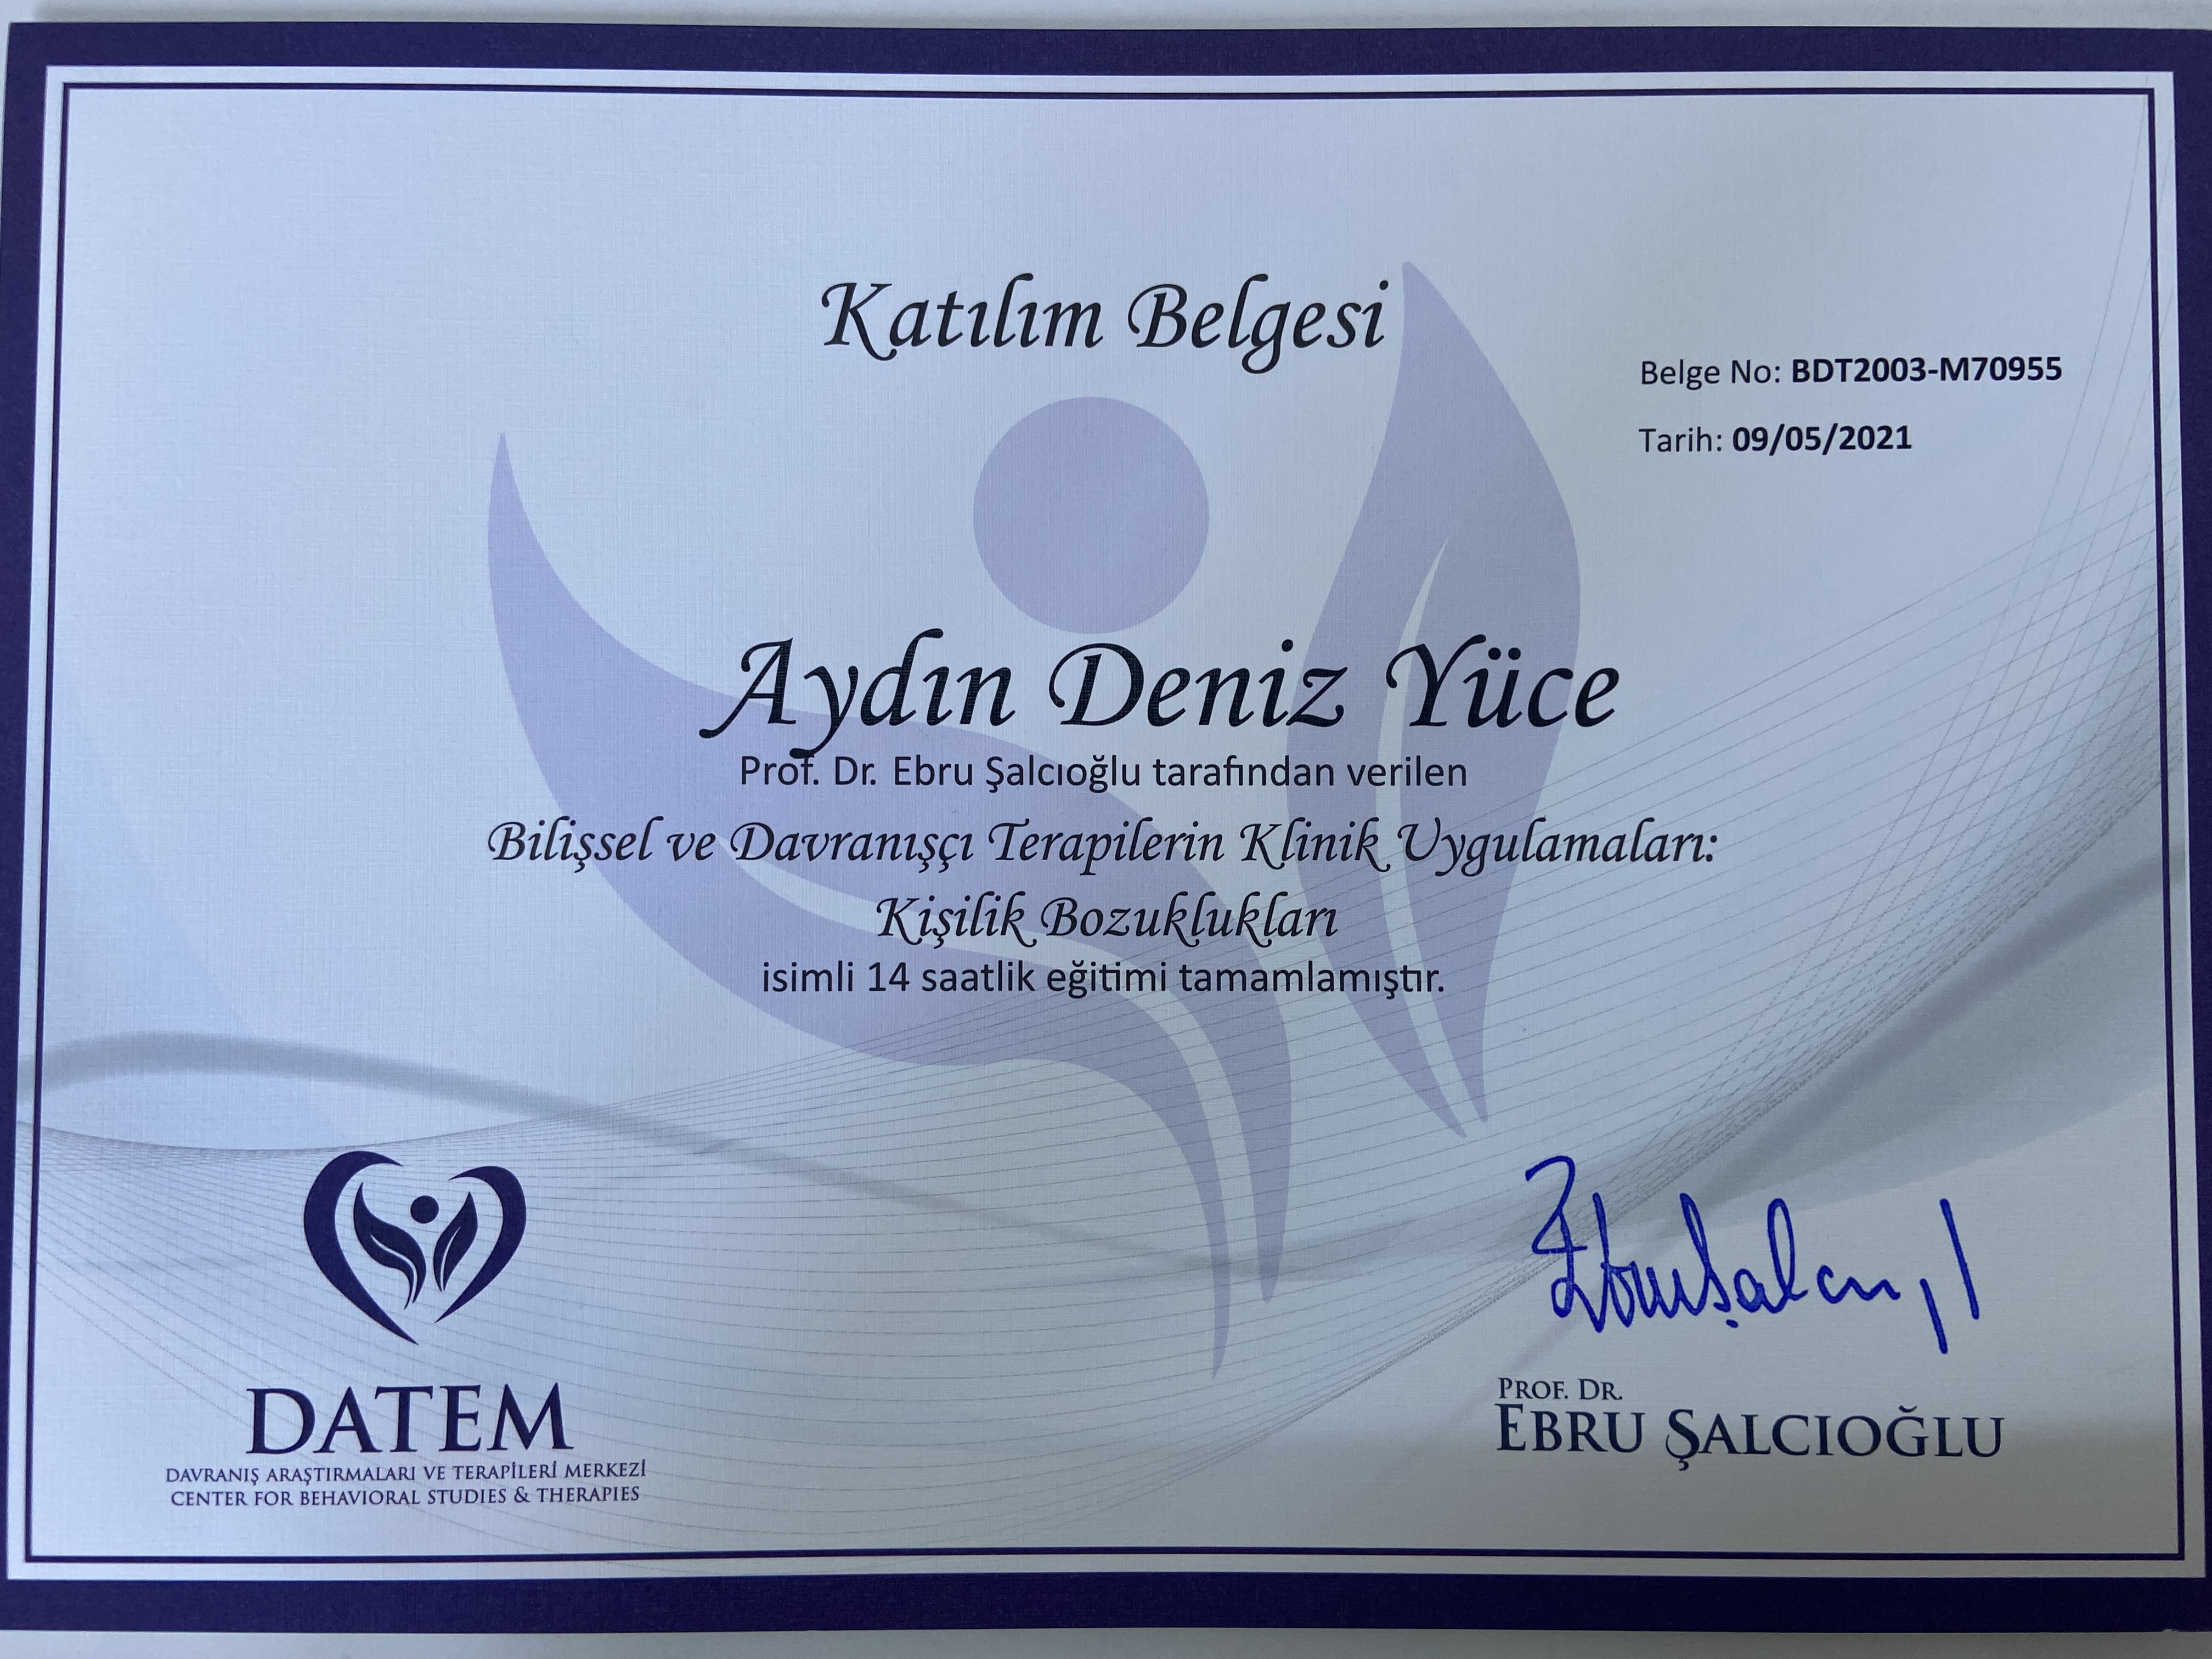 Katılım Belgesi
Belge No: BDT2003-M70955
Tarih: 09/05/2021
Aydın Deniz Yüce
Prof. Dr. Ebru Şalcıoğlu tarafından verilen
Bilişsel ve Davranışçı Terapilerin Klinik Uygulamaları:
Kişilik Bozuklukları
isimli 14 saatlik eğitimi tamamlamıştır.
DATEM
DAVRANIŞ ARAŞTIRMALARI VE TERAPİLERİ MERKEZİ
CENTER FOR BEHAVIORAL STUDIES & THERAPIES
PROF. DR.
EBRU ŞALCIOĞLU